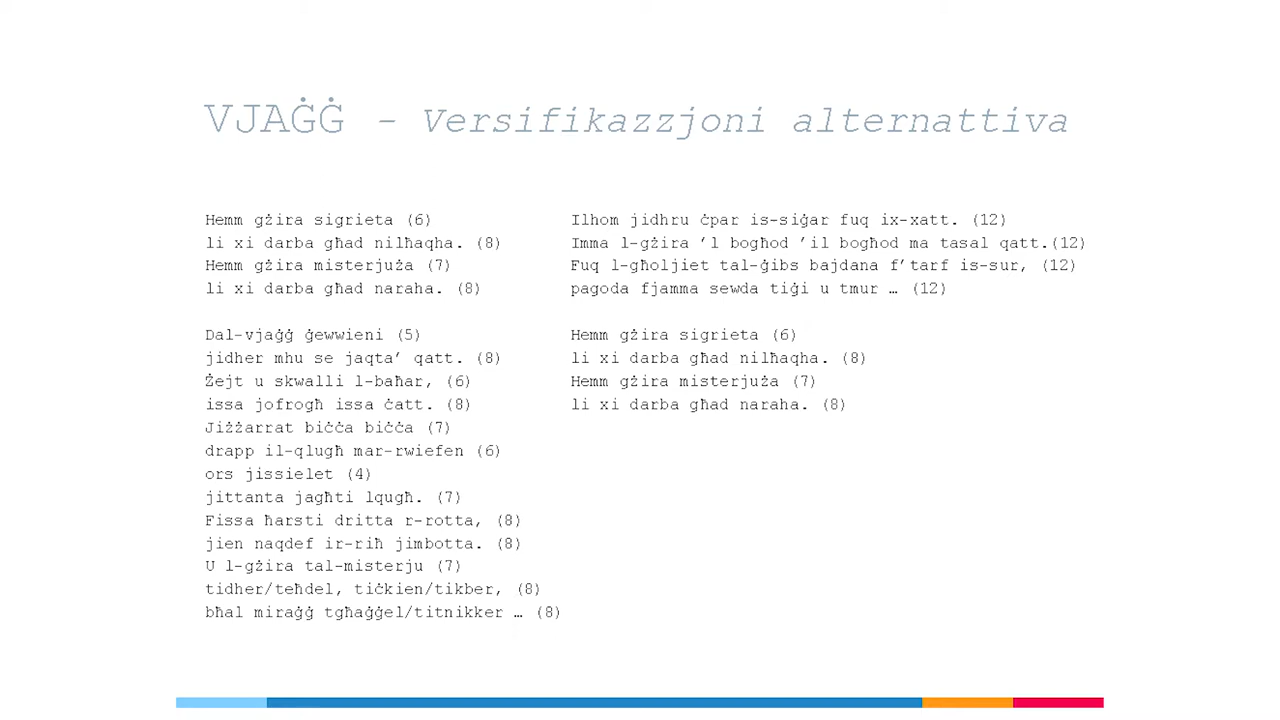 VJAĠĠ - Versifikazzjoni alternattiva
Hemm gżira sigrieta (6)
li xi darba għad nilħaqha. (8)
Hemm gżira misterjuża (7)
li xi darba għad naraha. (8)
Dal-vjaġġ ġewwieni (5)
jidher mhu se jaqta’ qatt. (8)
Żejt u skwalli l-baħar, (6)
issa jofrogħ issa ċatt. (8)
Jiżżarrat biċċa biċċa (7)
drapp il-qlugħ mar-rwiefen (6)
ors jissielet (4)
jittanta jagħti lqugħ. (7)
Fissa ħarsti dritta r-rotta, (8)
jien naqdef ir-riħ jimbotta. (8)
U l-gżira tal-misterju (7)
tidher/teħdel, tiċkien/tikber, (8)
bħal miraġġ tgħaġġel/titnikker … (8)
Ilhom jidhru ċpar is-siġar fuq ix-xatt. (12)
Imma l-gżira ’l bogħod ’il bogħod ma tasal qatt.(12)
Fuq l-għoljiet tal-ġibs bajdana f’tarf is-sur, (12)
pagoda fjamma sewda tiġi u tmur … (12)
Hemm gżira sigrieta (6)
li xi darba għad nilħaqha. (8)
Hemm gżira misterjuża (7)
li xi darba għad naraha. (8)